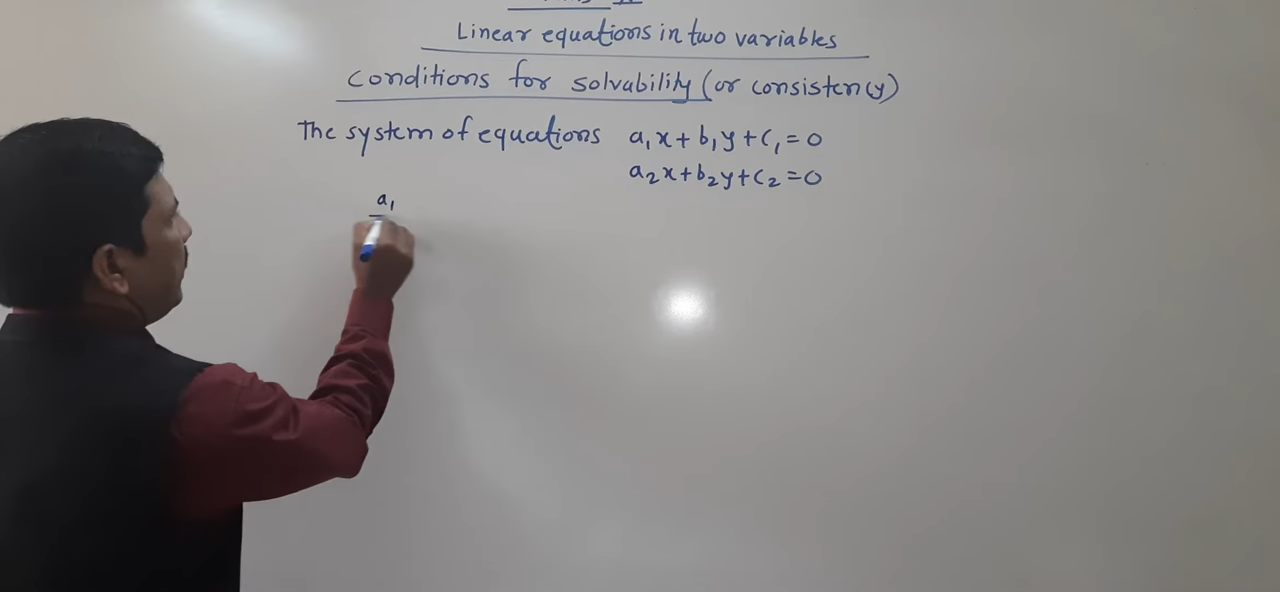 Linear equations in two variables
Conditions for solvability (or consistency)
The system of equations a₁x + b₁y + c₁ = 0
a₂x + b₂y + c₂ = 0
a₁